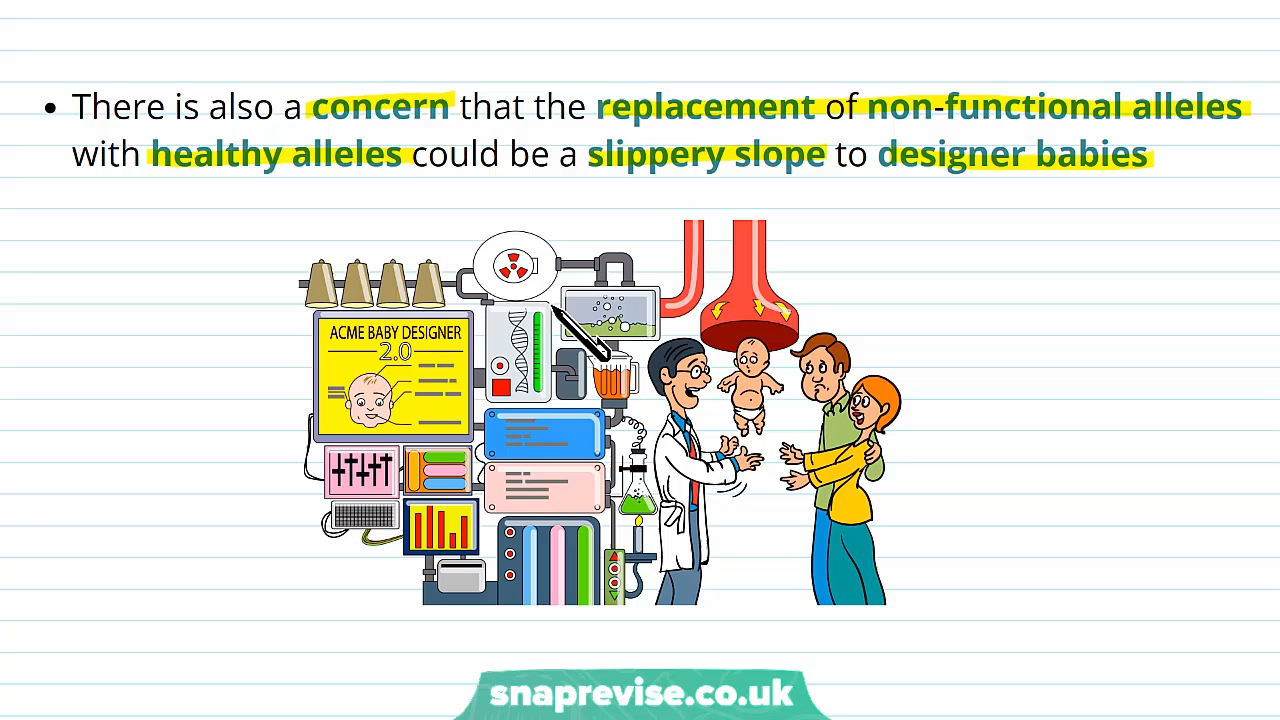 There is also a concern that the replacement of non-functional alleles
with healthy alleles could be a slippery slope to designer babies
ACME BABY DESIGNER
2.0
snaprevise.co.uk